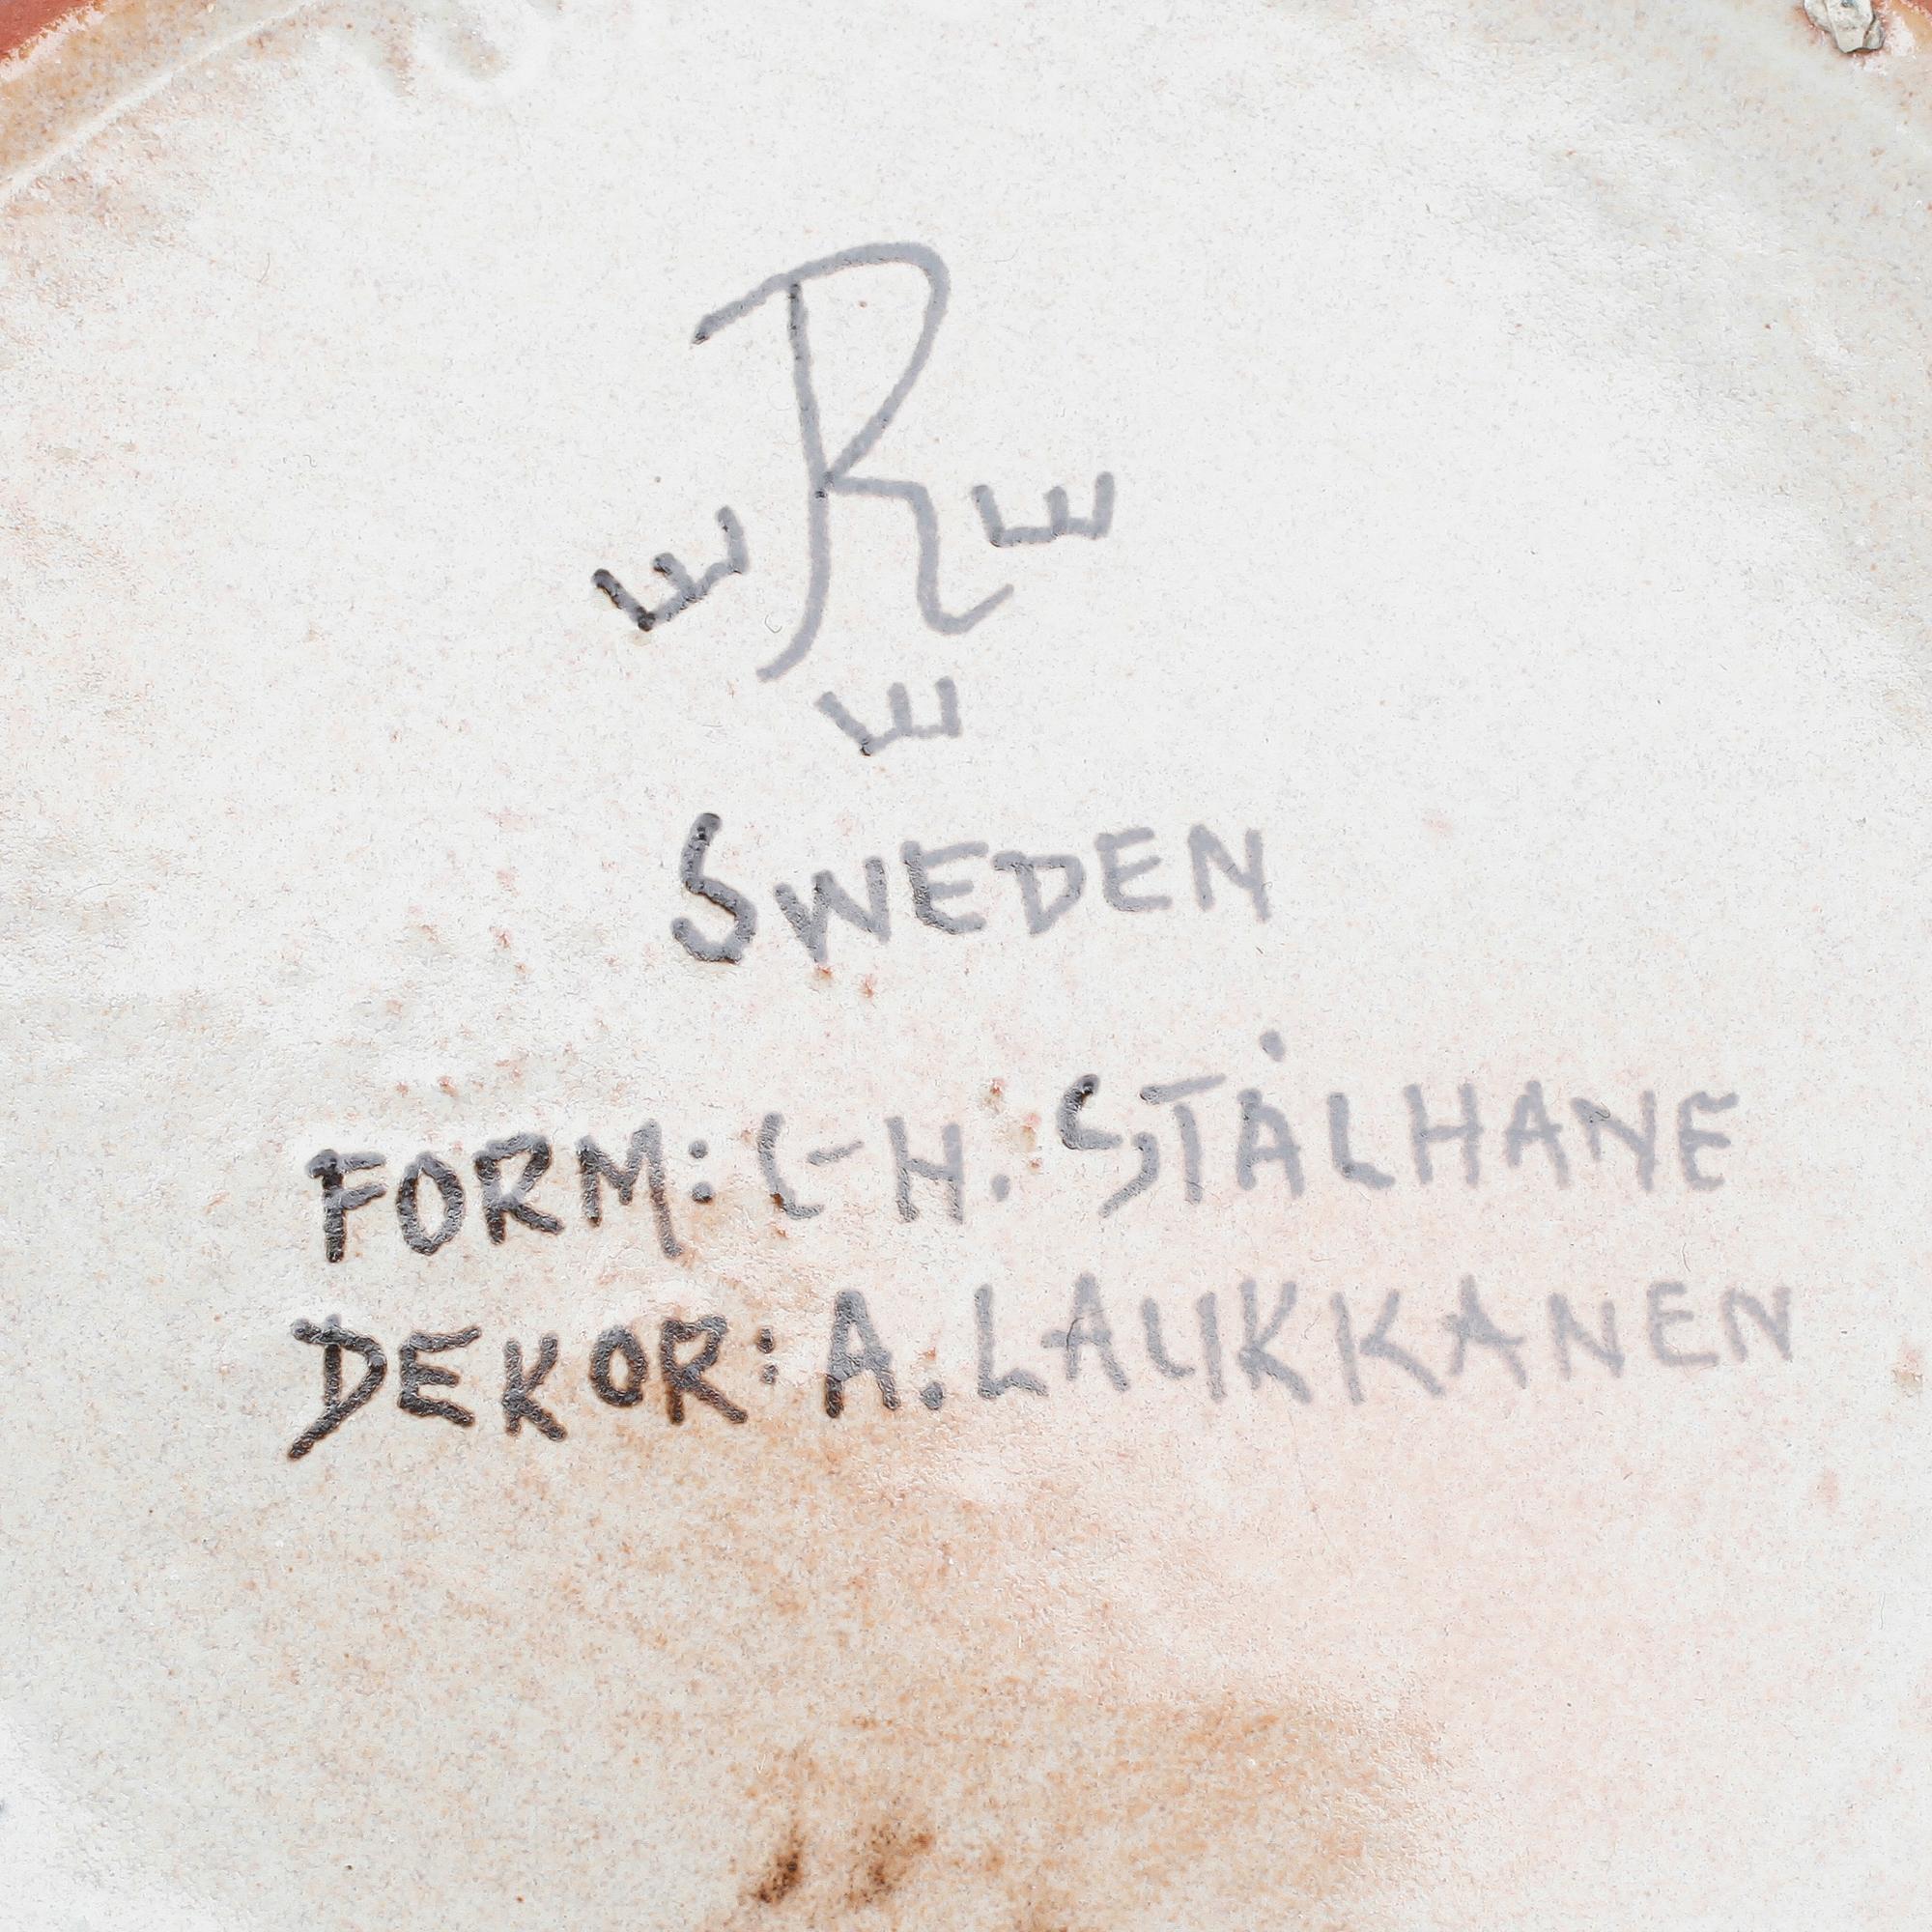 R
SWEDEN
FORM: C-H. STÅLHANE
DEKOR: A. LAUKKANEN